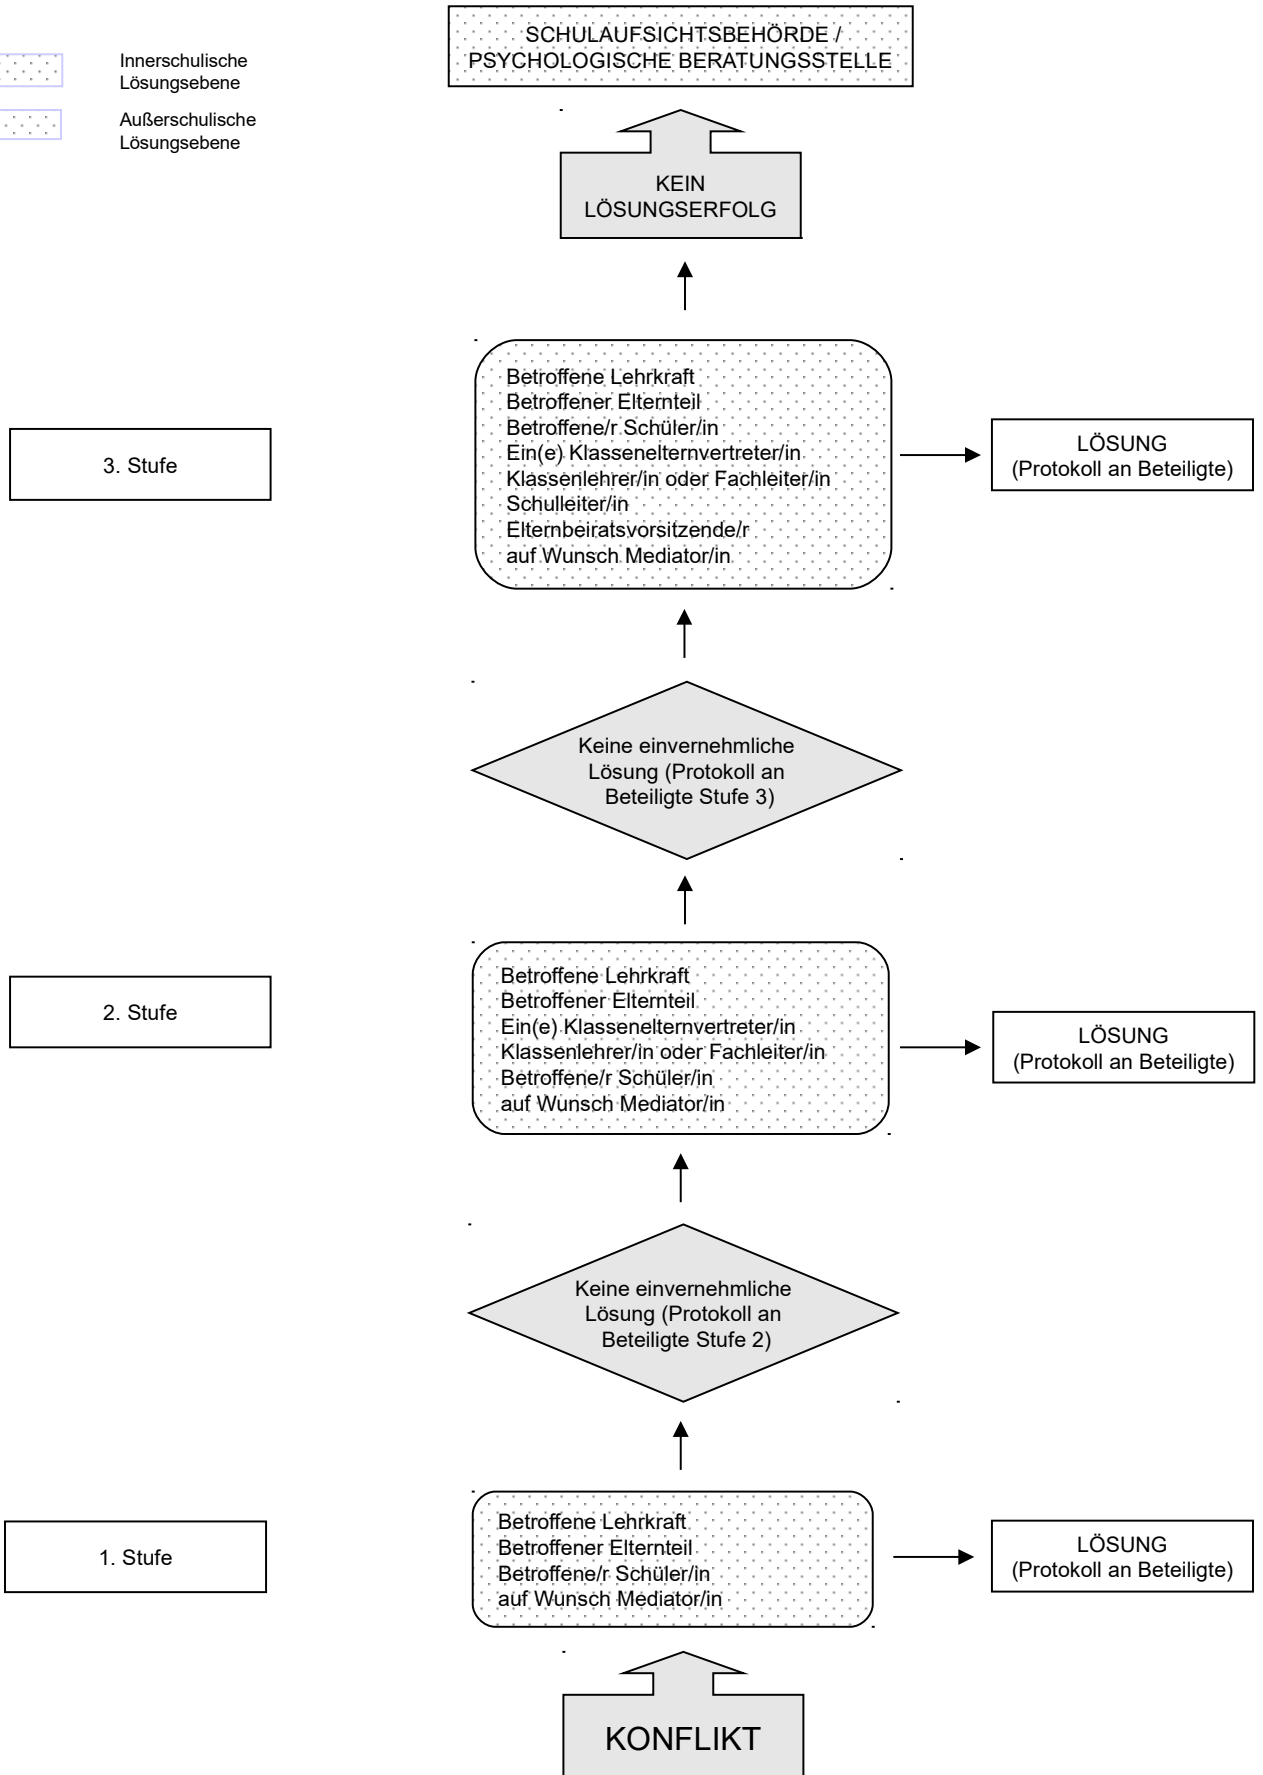 SCHULAUFSICHTSBEHÖRDE /
PSYCHOLOGISCHE BERATUNGSSTELLE
Innerschulische
Lösungsebene
Außerschulische
Lösungsebene
KEIN
LÖSUNGSERFOLG
3. Stufe
Betroffene Lehrkraft
Betroffener Elternteil
Betroffene/r Schüler/in
Ein(e) Klassenelternvertreter/in
Klassenlehrer/in oder Fachleiter/in
Schulleiter/in
Elternbeiratsvorsitzende/r
auf Wunsch Mediator/in
LÖSUNG
(Protokoll an Beteiligte)
Keine einvernehmliche
Lösung (Protokoll an
Beteiligte Stufe 3)
2. Stufe
Betroffene Lehrkraft
Betroffener Elternteil
Ein(e) Klassenelternvertreter/in
Klassenlehrer/in oder Fachleiter/in
Betroffene/r Schüler/in
auf Wunsch Mediator/in
LÖSUNG
(Protokoll an Beteiligte)
Keine einvernehmliche
Lösung (Protokoll an
Beteiligte Stufe 2)
1. Stufe
Betroffene Lehrkraft
Betroffener Elternteil
Betroffene/r Schüler/in
auf Wunsch Mediator/in
LÖSUNG
(Protokoll an Beteiligte)
KONFLIKT